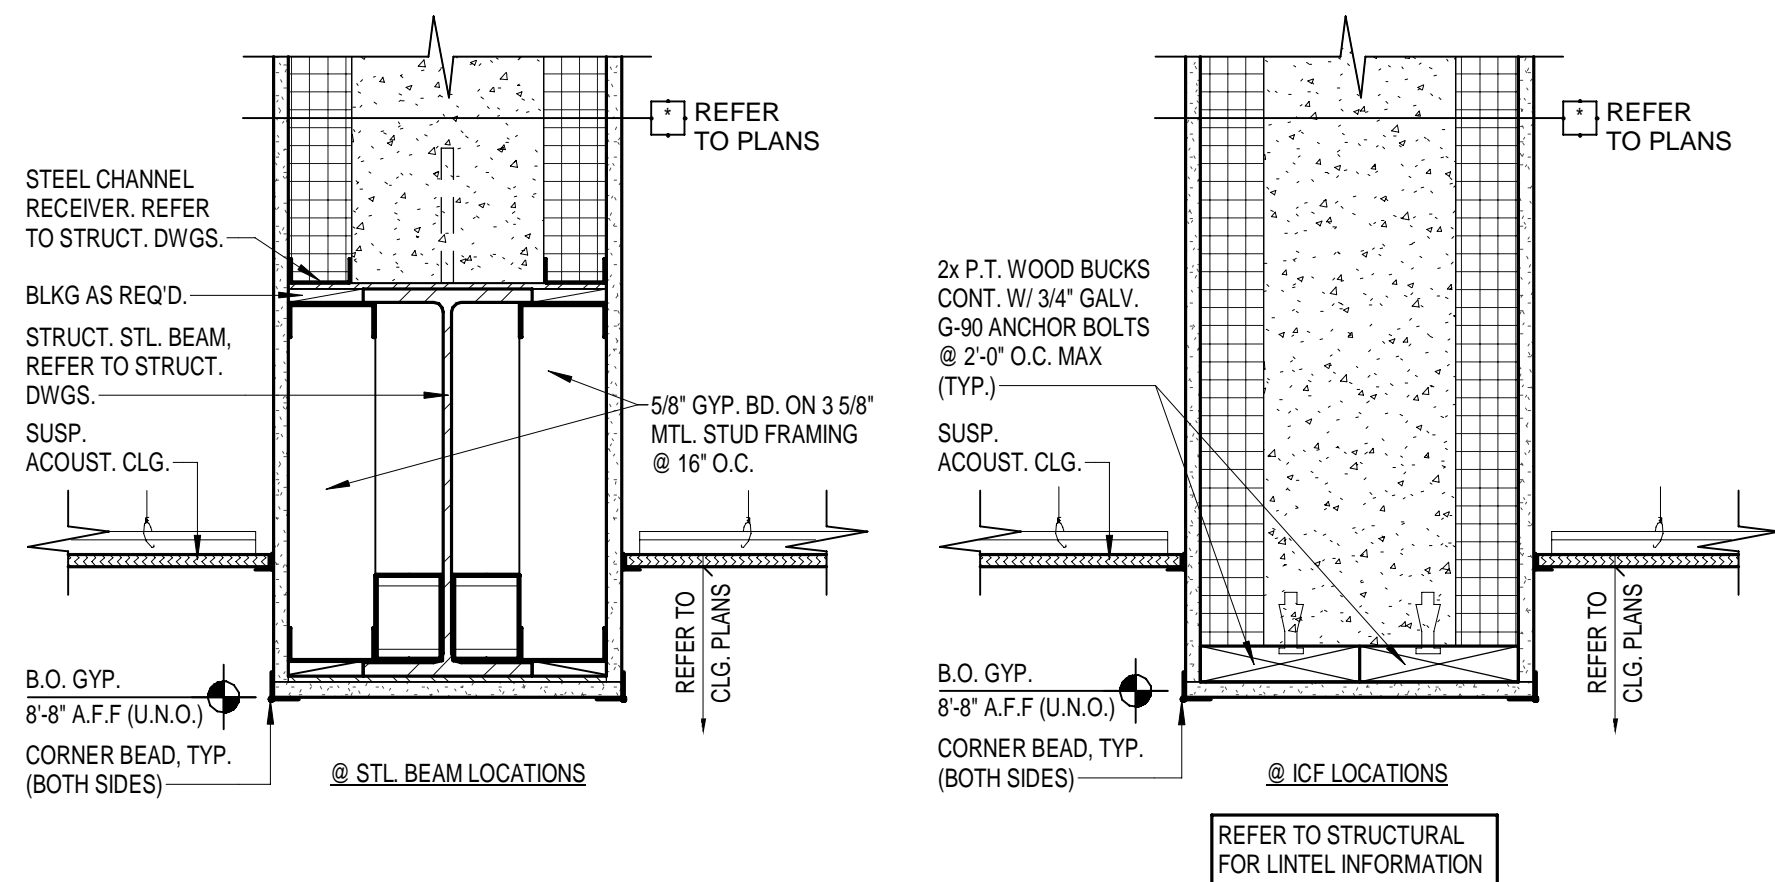 *
REFER
TO PLANS
STEEL CHANNEL
RECEIVER. REFER
TO STRUCT. DWGS.
BLKG AS REQ'D.
STRUCT. STL. BEAM,
REFER TO STRUCT.
DWGS.
SUSP.
ACOUST. CLG.
5/8" GYP. BD. ON 3 5/8"
MTL. STUD FRAMING
@ 16" O.C.
REFER TO
CLG. PLANS
B.O. GYP.
8'-8" A.F.F (U.N.O.)
CORNER BEAD, TYP.
(BOTH SIDES)
@ STL. BEAM LOCATIONS
*
REFER
TO PLANS
2x P.T. WOOD BUCKS
CONT. W/ 3/4" GALV.
G-90 ANCHOR BOLTS
@ 2'-0" O.C. MAX
(TYP.)
SUSP.
ACOUST. CLG.
REFER TO
CLG. PLANS
B.O. GYP.
8'-8" A.F.F (U.N.O.)
CORNER BEAD, TYP.
(BOTH SIDES)
@ ICF LOCATIONS
REFER TO STRUCTURAL
FOR LINTEL INFORMATION